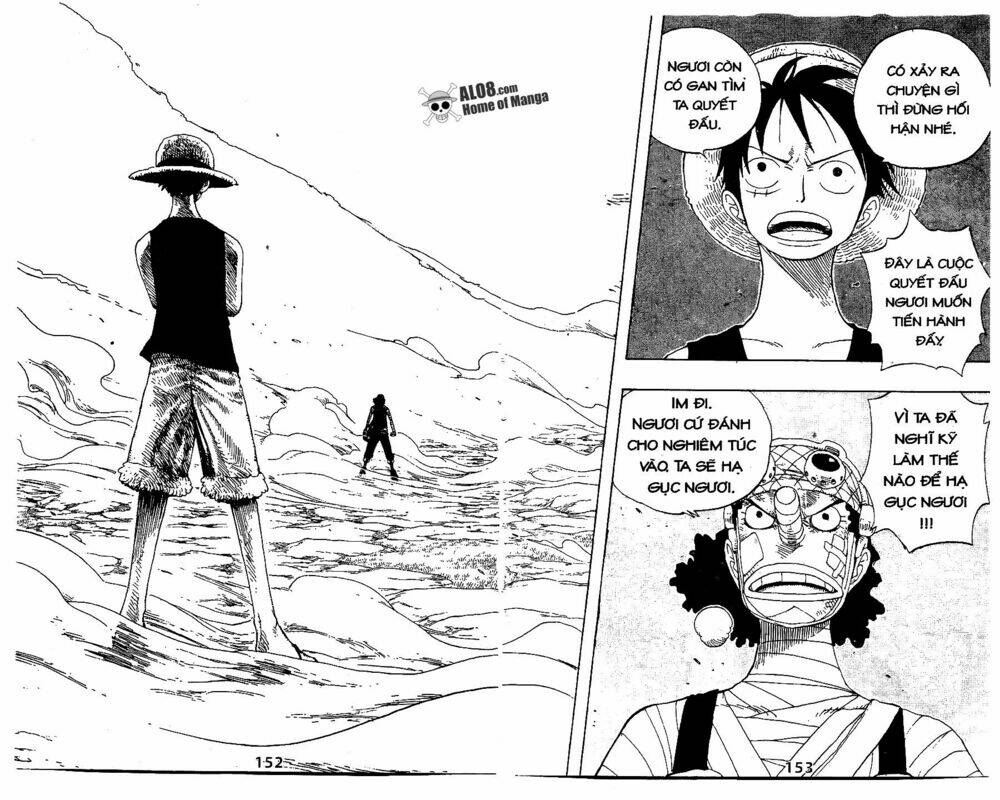 NGƯƠI CÒN
CÓ GAN TÌM
TA QUYẾT
ĐẤU.
CÓ XẢY RA
CHUYỆN GÌ
THÌ ĐỪNG HỐI
HẬN NHÉ.
ĐÂY LÀ CUỘC
QUYẾT ĐẤU
NGƯƠI MUỐN
TIẾN HÀNH
ĐẤY.
IM ĐI.
NGƯƠI CỨ ĐÁNH
CHO NGHIÊM TÚC
VÀO. TA SẼ HẠ
GỤC NGƯƠI.
VÌ TA ĐÃ
NGHĨ KỸ
LÀM THẾ
NÀO ĐỂ HẠ
GỤC NGƯƠI
!!!
ALO8.com
Home of Manga
152
153